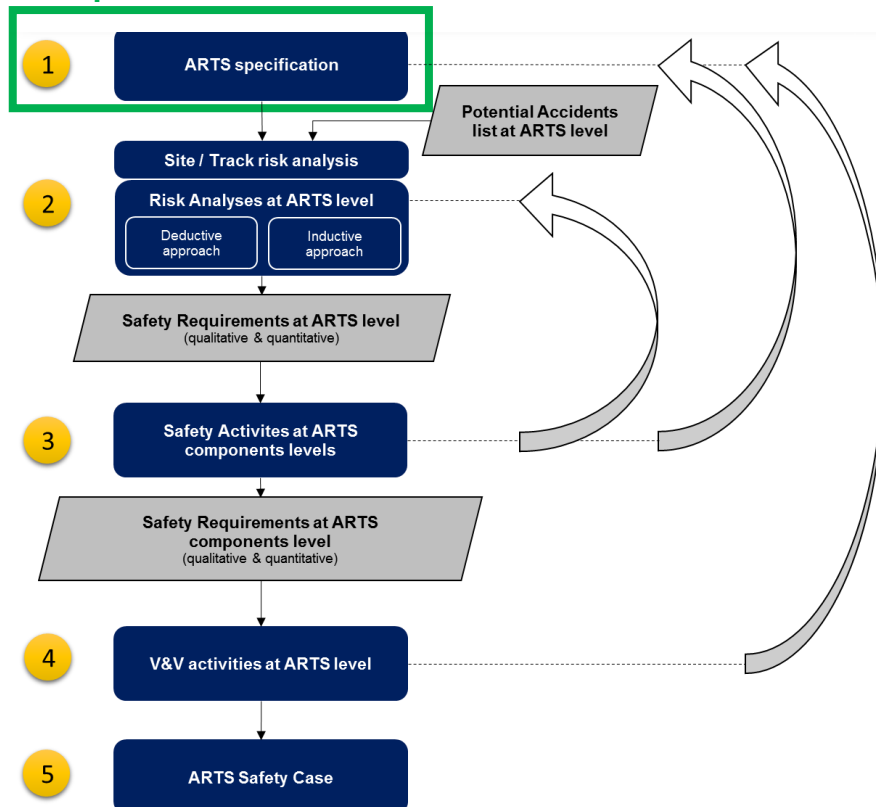 1
ARTS specification
Potential Accidents
list at ARTS level
Site / Track risk analysis
2
Risk Analyses at ARTS level
Deductive
approach
Inductive
approach
Safety Requirements at ARTS level
(qualitative & quantitative)
3
Safety Activites at ARTS
components levels
Safety Requirements at ARTS
components level
(qualitative & quantitative)
4
V&V activities at ARTS level
5
ARTS Safety Case